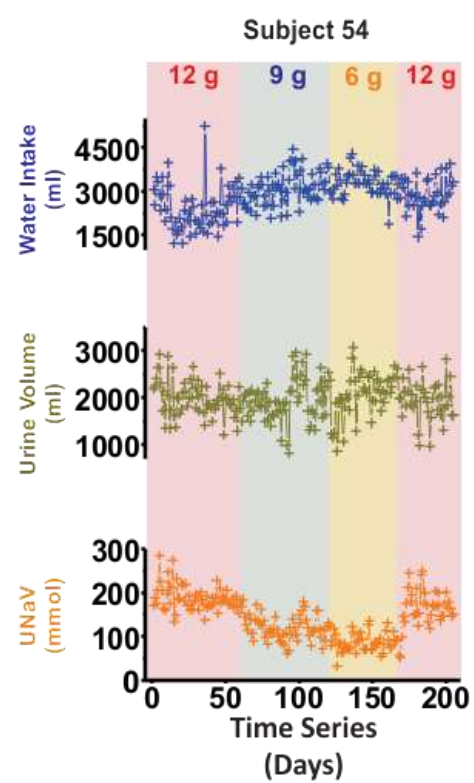 Subject 54
12 g 9 g 6 g 12 g
Water Intake
(ml)
4500
3000
1500
Urine Volume
(ml)
3000
2000
1000
UNaV
(mmol)
300
200
100
0
0 50 100 150 200
Time Series
(Days)